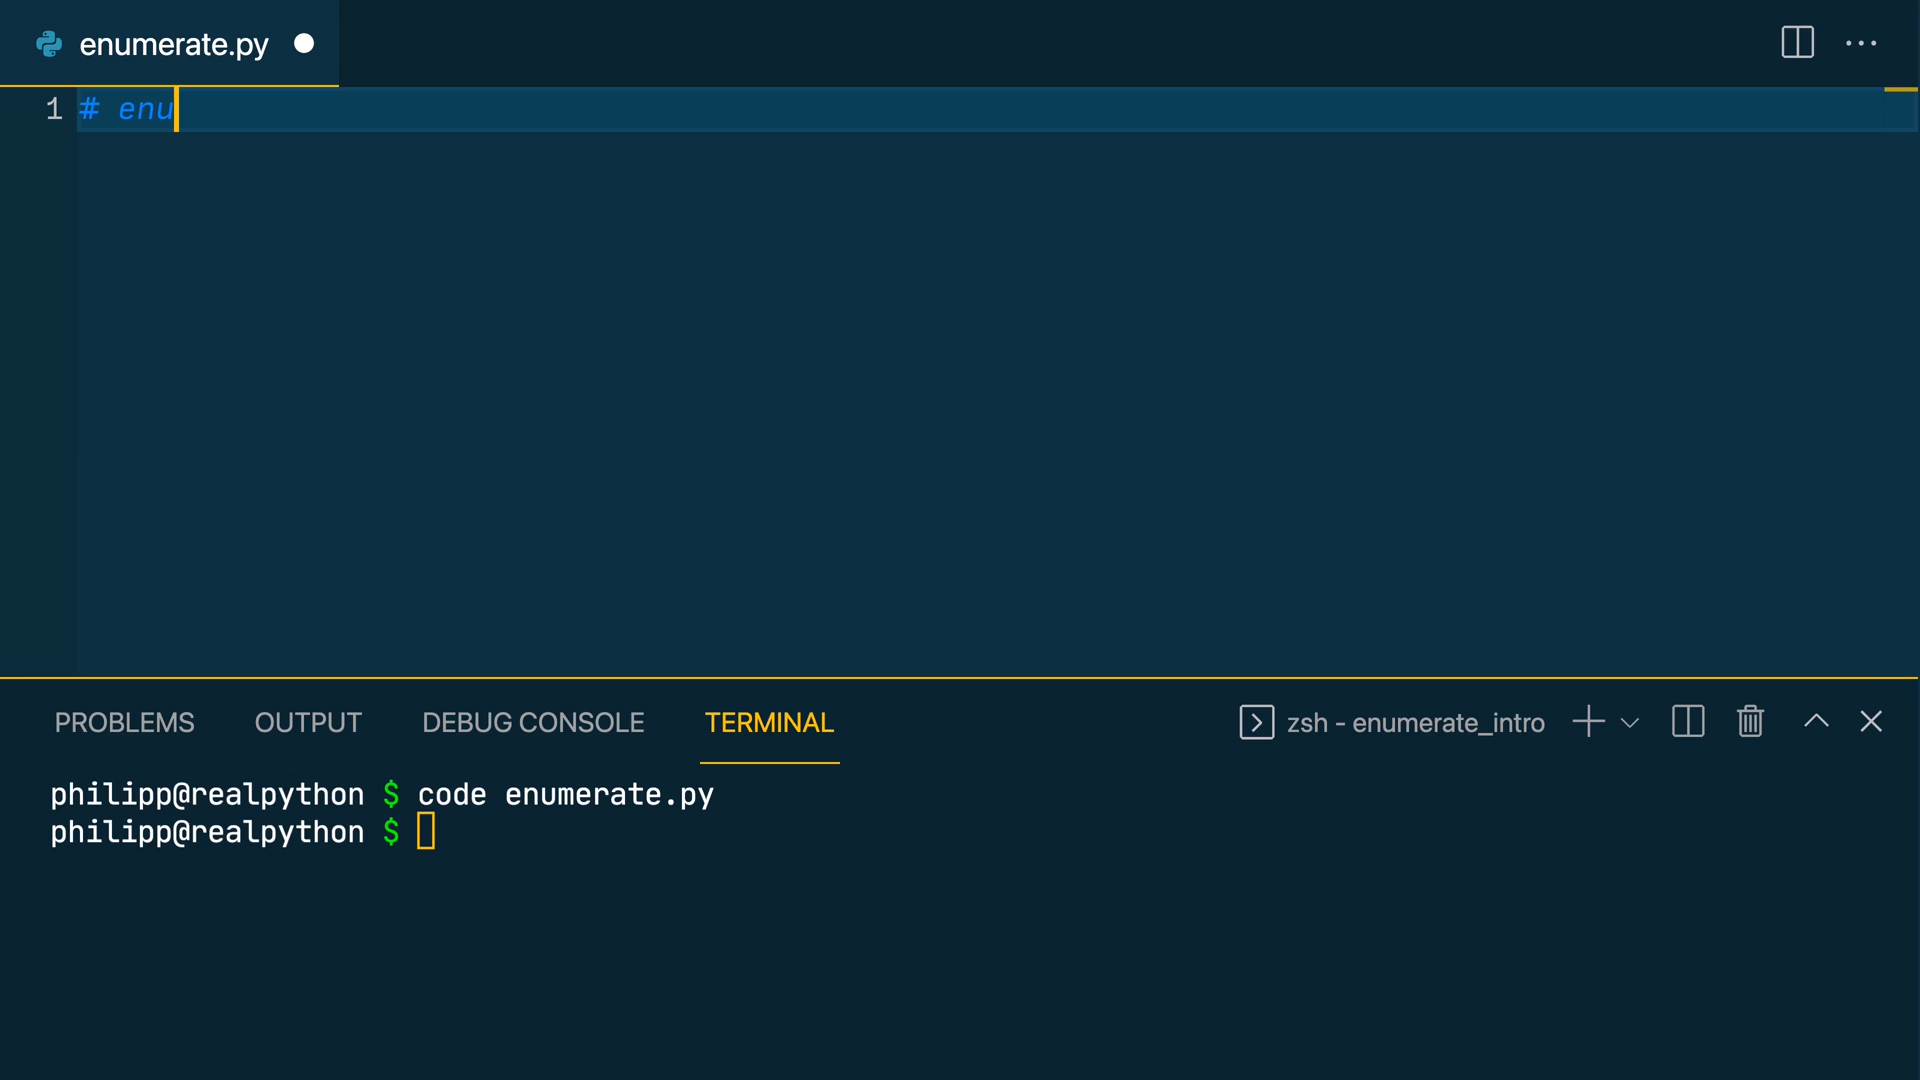 enumerate.py
1 # enu
PROBLEMS OUTPUT DEBUG CONSOLE TERMINAL zsh - enumerate_intro
philipp@realpython $ code enumerate.py
philipp@realpython $